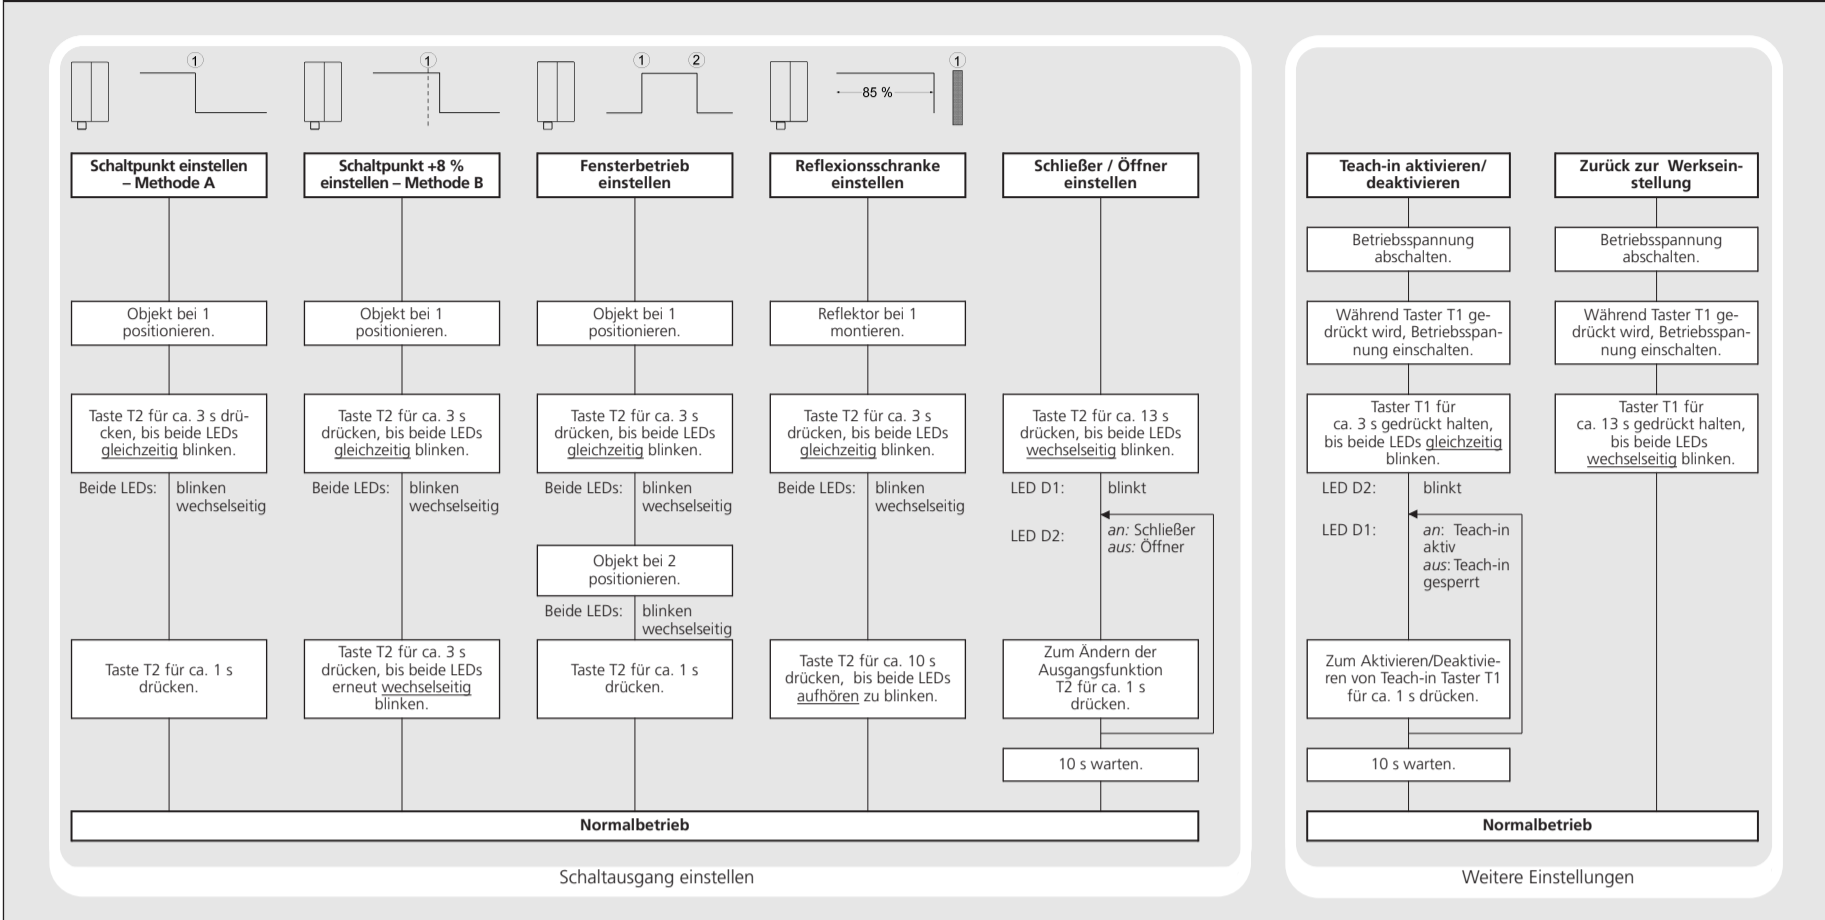 1
1
1
2
1
85 %
Schaltpunkt einstellen
– Methode A
Objekt bei 1
positionieren.
Taste T2 für ca. 3 s drü-
cken, bis beide LEDs
gleichzeitig blinken.
Beide LEDs: blinken
wechselseitig
Taste T2 für ca. 1 s
drücken.
Schaltpunkt +8 %
einstellen – Methode B
Objekt bei 1
positionieren.
Taste T2 für ca. 3 s
drücken, bis beide LEDs
gleichzeitig blinken.
Beide LEDs: blinken
wechselseitig
Taste T2 für ca. 3 s
drücken, bis beide LEDs
erneut wechselseitig
blinken.
Fensterbetrieb
einstellen
Objekt bei 1
positionieren.
Taste T2 für ca. 3 s
drücken, bis beide LEDs
gleichzeitig blinken.
Beide LEDs: blinken
wechselseitig
Objekt bei 2
positionieren.
Beide LEDs: blinken
wechselseitig
Taste T2 für ca. 1 s
drücken.
Reflexionsschranke
einstellen
Reflektor bei 1
montieren.
Taste T2 für ca. 3 s
drücken, bis beide LEDs
gleichzeitig blinken.
Beide LEDs: blinken
wechselseitig
Taste T2 für ca. 10 s
drücken, bis beide LEDs
aufhören zu blinken.
Schließer / Öffner
einstellen
Taste T2 für ca. 13 s
drücken, bis beide LEDs
wechselseitig blinken.
LED D1: blinkt
LED D2: an: Schließer
aus: Öffner
Zum Ändern der
Ausgangsfunktion
T2 für ca. 1 s
drücken.
10 s warten.
Normalbetrieb
Schaltausgang einstellen
Teach-in aktivieren/
deaktivieren
Betriebsspannung
abschalten.
Während Taster T1 ge-
drückt wird, Betriebsspan-
nung einschalten.
Taster T1 für
ca. 3 s gedrückt halten,
bis beide LEDs gleichzeitig
blinken.
LED D2: blinkt
LED D1: an: Teach-in
aktiv
aus: Teach-in
gesperrt
Zum Aktivieren/Deaktivie-
ren von Teach-in Taster T1
für ca. 1 s drücken.
10 s warten.
Zurück zur Werksein-
stellung
Betriebsspannung
abschalten.
Während Taster T1 ge-
drückt wird, Betriebsspan-
nung einschalten.
Taster T1 für
ca. 13 s gedrückt halten,
bis beide LEDs
wechselseitig blinken.
Normalbetrieb
Weitere Einstellungen